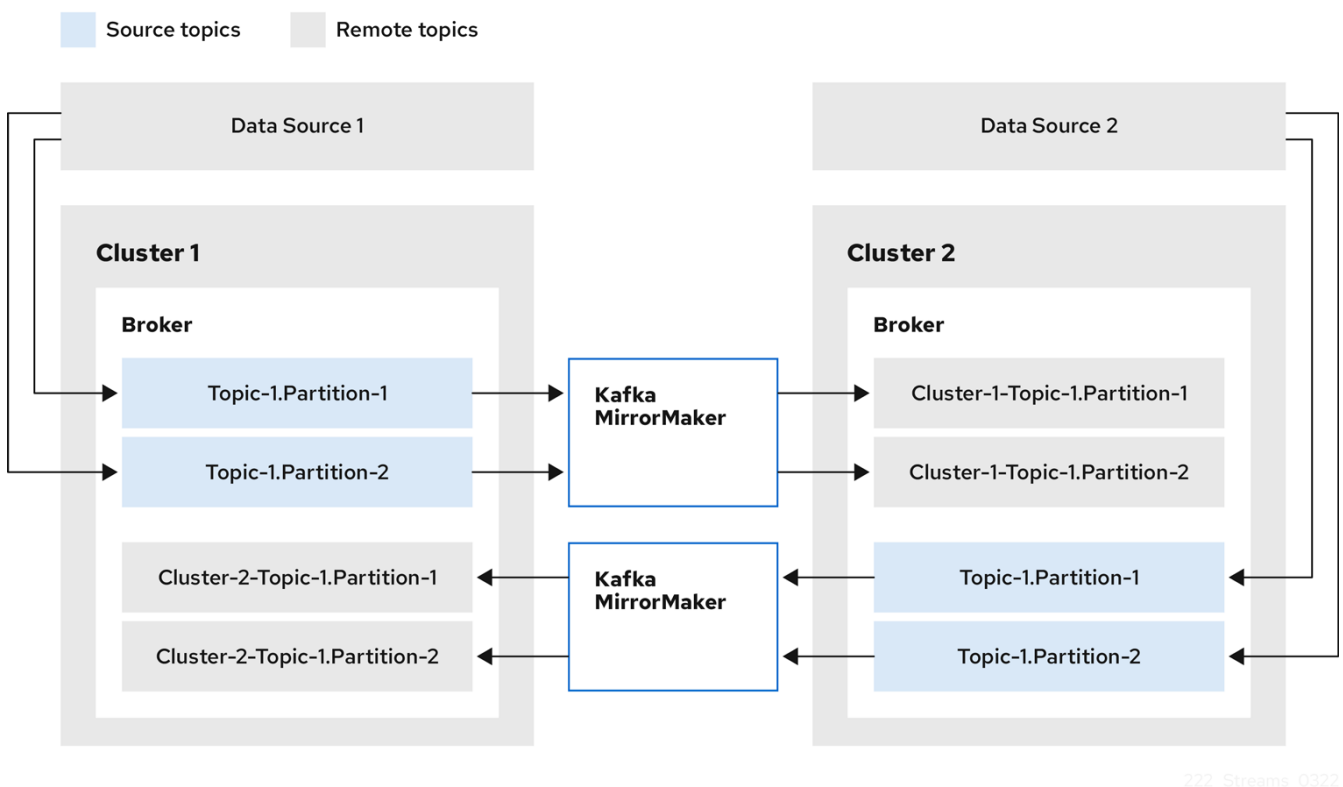 Source topics
Remote topics
Data Source 1
Data Source 2
Cluster 1
Cluster 2
Broker
Broker
Topic-1.Partition-1
Kafka
MirrorMaker
Cluster-1-Topic-1.Partition-1
Topic-1.Partition-2
Cluster-1-Topic-1.Partition-2
Cluster-2-Topic-1.Partition-1
Kafka
MirrorMaker
Topic-1.Partition-1
Cluster-2-Topic-1.Partition-2
Topic-1.Partition-2
222_Streams_0322